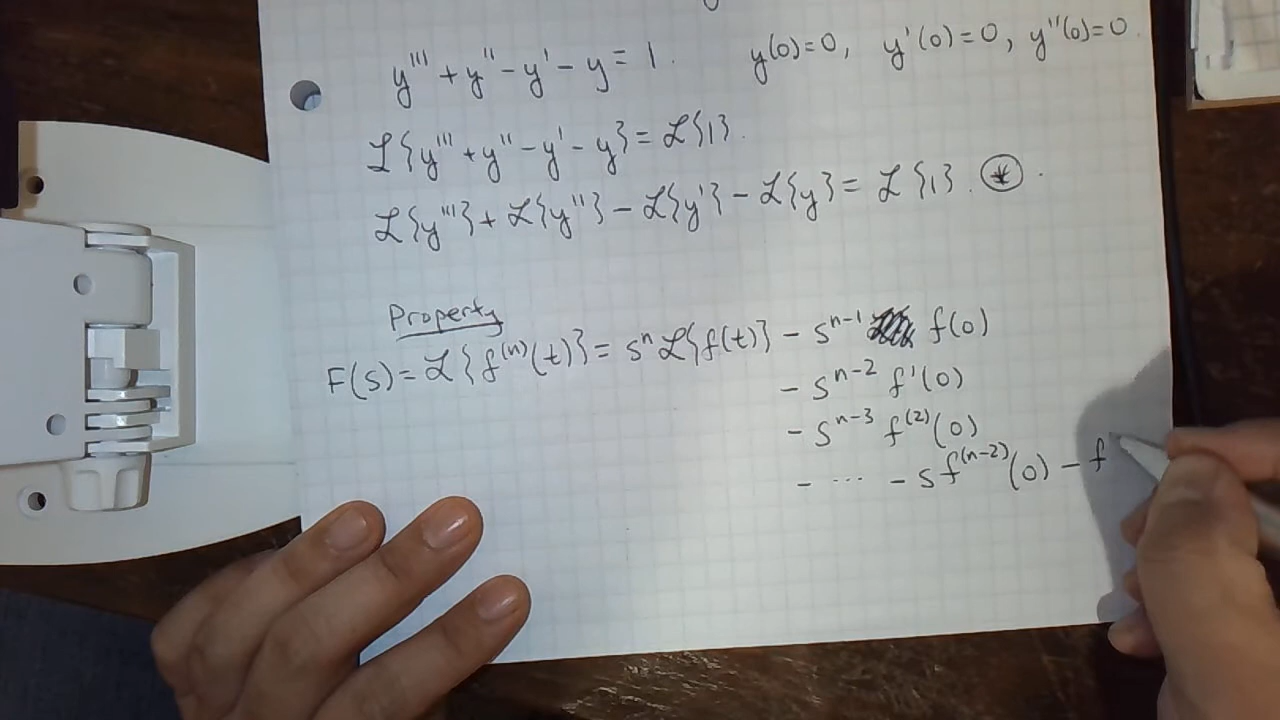 y''' + y'' - y' - y = 1. y(0)=0, y'(0)=0, y''(0)=0.
ℒ{y''' + y'' - y' - y} = ℒ{1}.
ℒ{y'''} + ℒ{y''} - ℒ{y'} - ℒ{y} = ℒ{1}. ⊛.
Property
F(s) = ℒ{f⁽ⁿ⁾(t)} = sⁿ ℒ{f(t)} - sⁿ⁻¹ f(0)
- sⁿ⁻² f'(0)
- sⁿ⁻³ f⁽²⁾(0)
- ... - s f⁽ⁿ⁻²⁾(0) - f